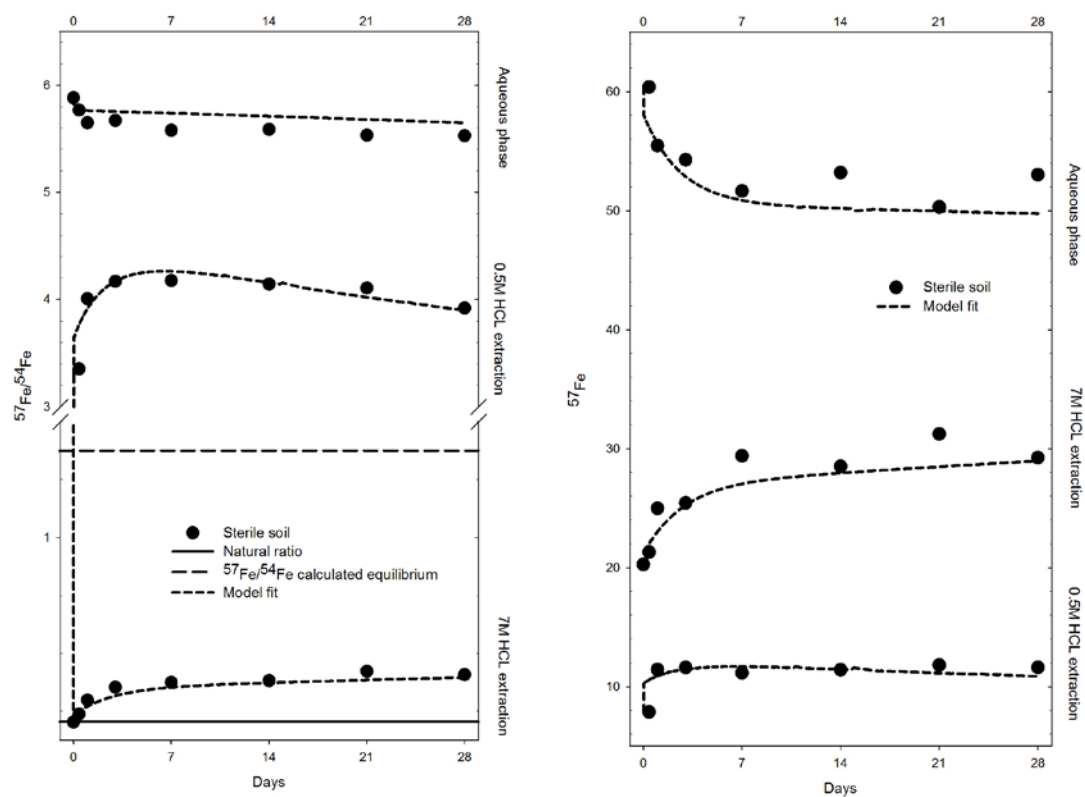 0 7 14 21 28
6
5
4
3
1
57Fe/54Fe
Aqueous phase
0.5M HCL extraction
7M HCL extraction
Sterile soil
Natural ratio
57Fe/54Fe calculated equilibrium
Model fit
0 7 14 21 28
Days
0 7 14 21 28
60
50
40
30
20
10
57Fe
Aqueous phase
7M HCL extraction
0.5M HCL extraction
Sterile soil
Model fit
0 7 14 21 28
Days